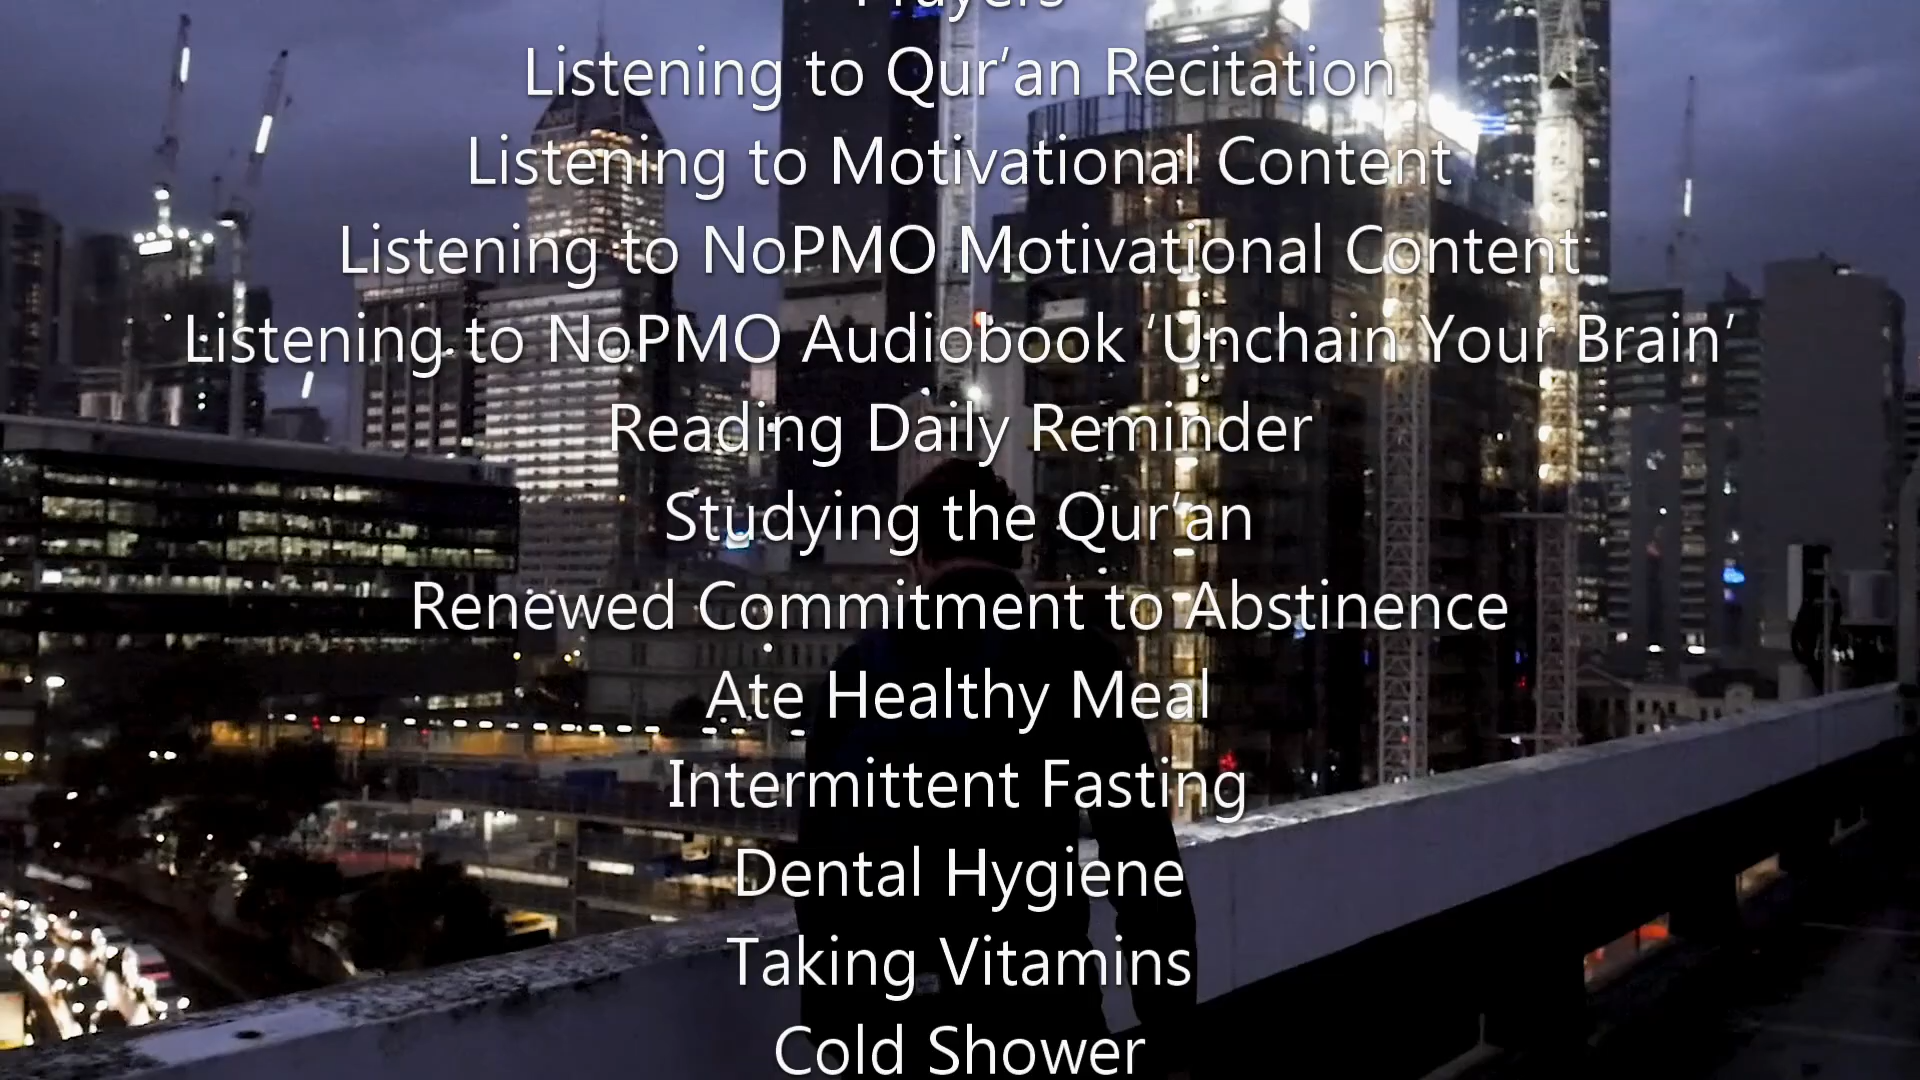 Prayers
Listening to Qur’an Recitation
Listening to Motivational Content
Listening to NoPMO Motivational Content
Listening to NoPMO Audiobook ‘Unchain Your Brain’
Reading Daily Reminder
Studying the Qur’an
Renewed Commitment to Abstinence
Ate Healthy Meal
Intermittent Fasting
Dental Hygiene
Taking Vitamins
Cold Shower